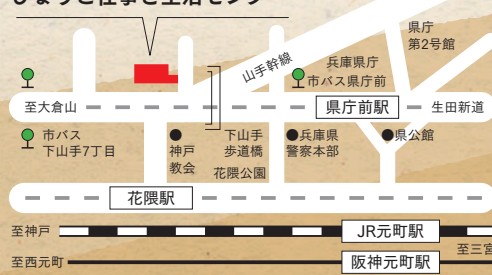 ひょうご仕事と生活センター
県庁
第2号館
山手幹線
兵庫県庁
市バス県庁前
至大倉山
県庁前駅
生田新道
市バス
下山手7丁目
神戸
教会
下山手
歩道橋
花隈公園
兵庫県
警察本部
県公館
花隈駅
至神戸
JR元町駅
至三宮
至西元町
阪神元町駅